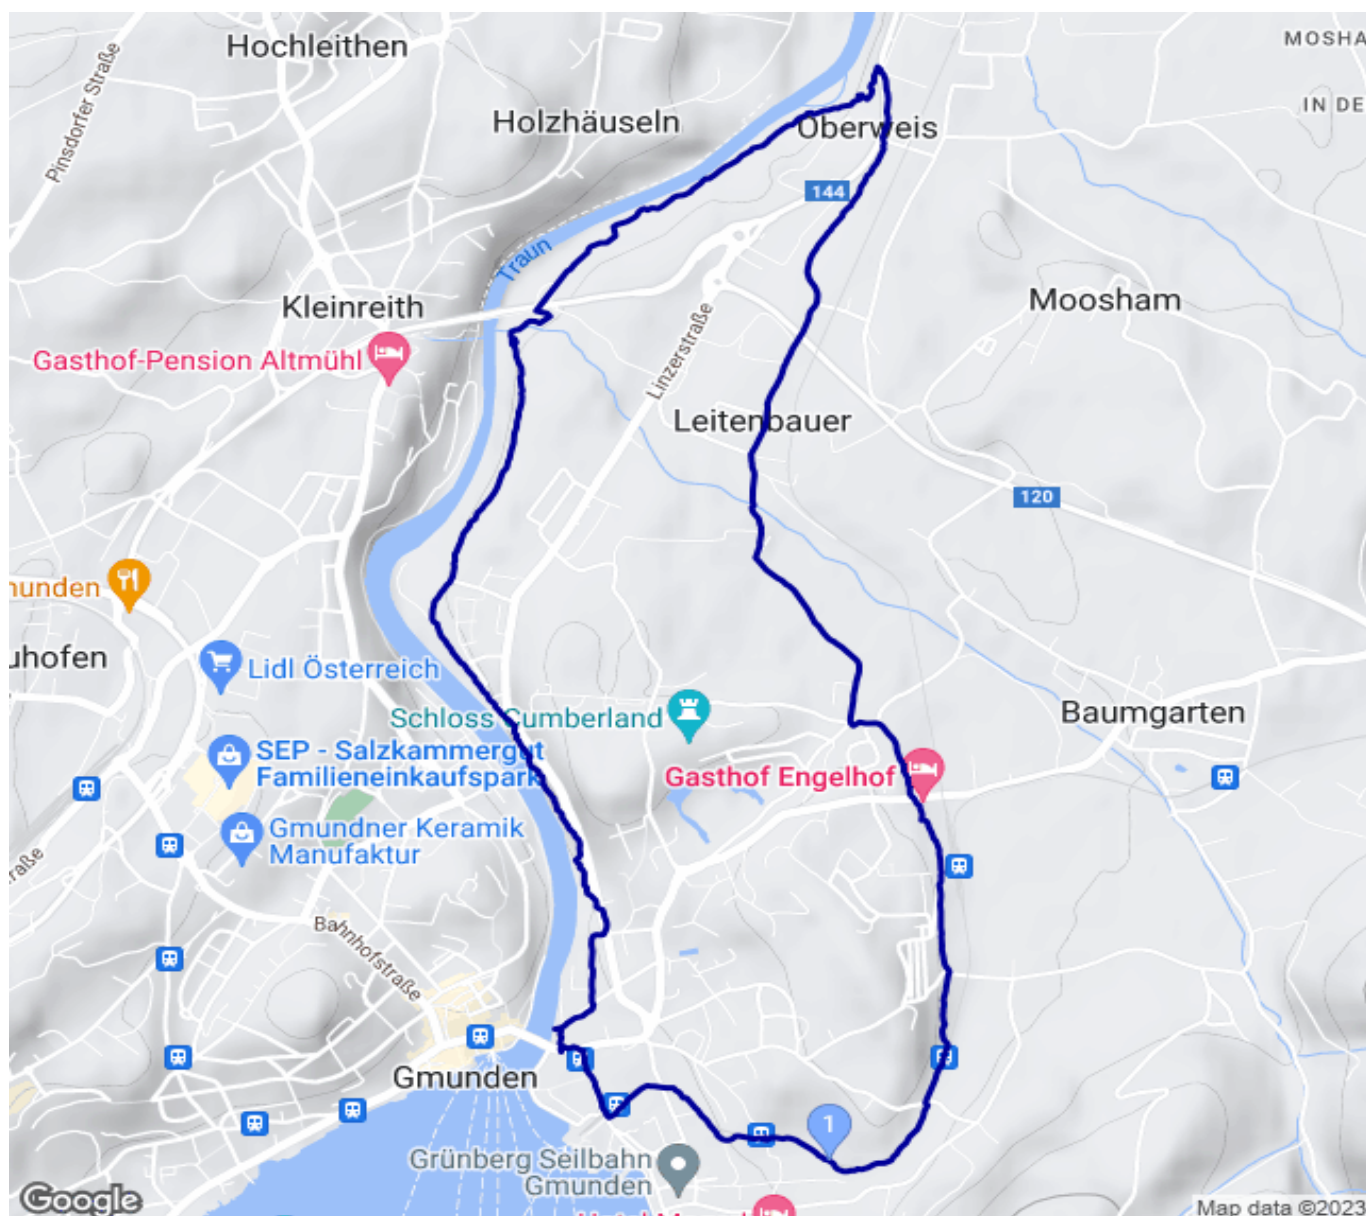 Hochleithen
MOSHA
Pinsdorfer Straße
IN DE
Holzhäuseln
Oberweis
144
Traun
Kleinreith
Moosham
Gasthof-Pension Altmühl
Linzerstraße
Leitenbauer
120
nunden
uhofen
Lidl Österreich
Schloss Cumberland
Baumgarten
SEP - Salzkammergut
Familieneinkaufspark
Gasthof Engelhof
Gmundner Keramik
Manufaktur
raße
Bahnhofstraße
Gmunden
1
Grünberg Seilbahn
Gmunden
Google
Map data ©2023